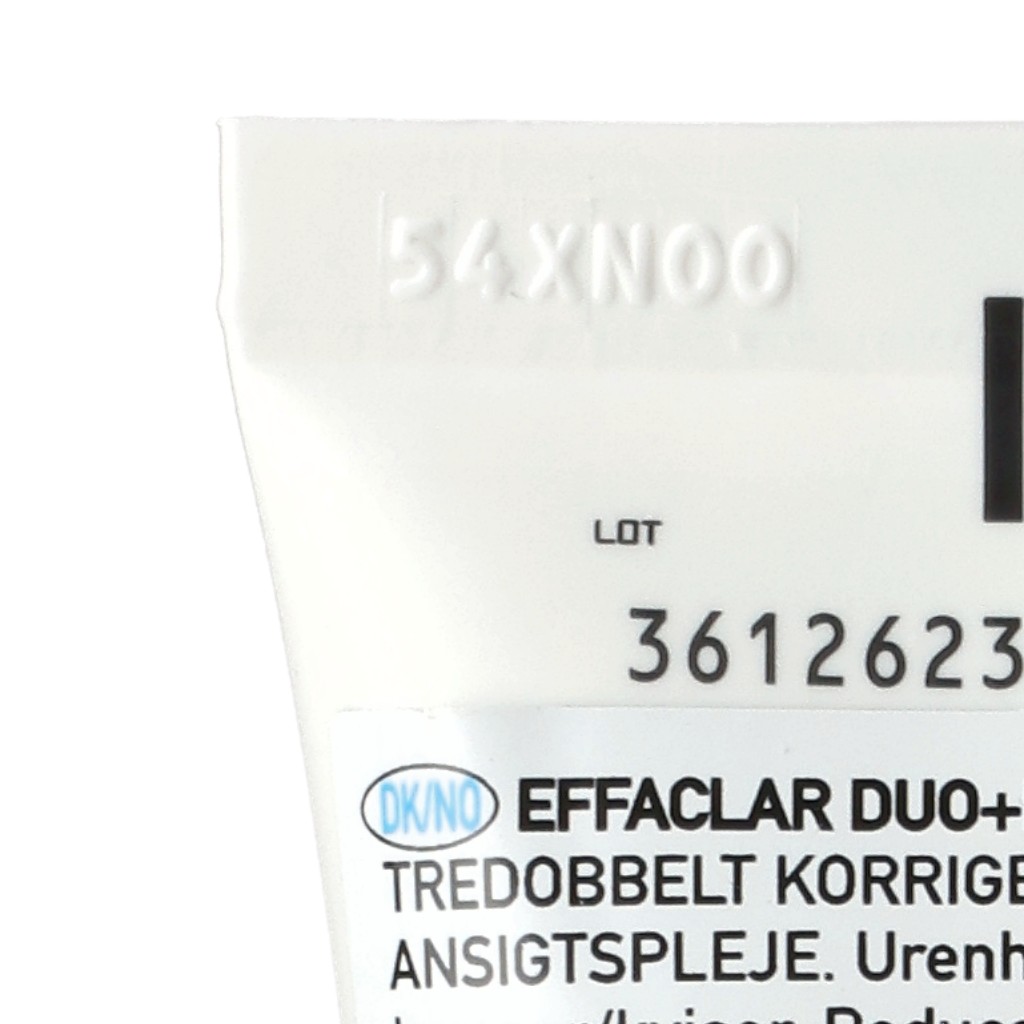 54XN00
LOT
3612623
DK/NO EFFACLAR DUO+
TREDOBBELT KORRIGE
ANSIGTSPLEJE. Urenh